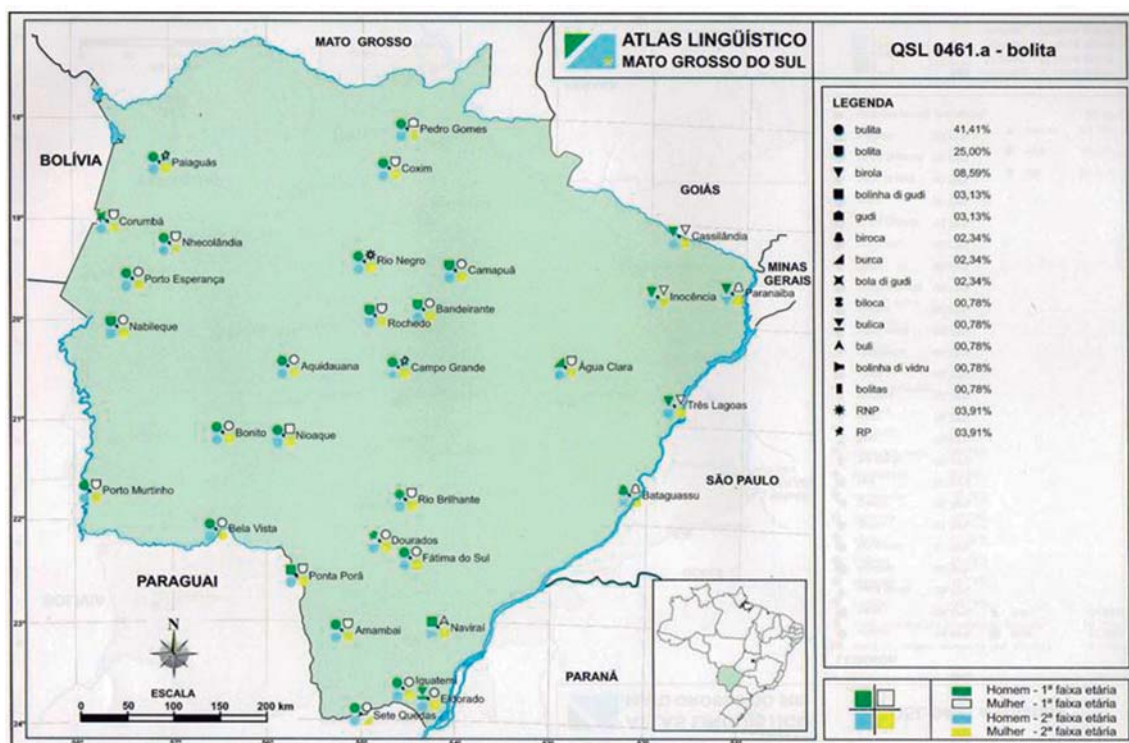 ATLAS LINGÜÍSTICO
MATO GROSSO DO SUL
QSL 0461.a - bolita
MATO GROSSO
BOLÍVIA
GOIÁS
MINAS
GERAIS
SÃO PAULO
PARANÁ
PARAGUAI
18°
19°
20°
21°
22°
23°
24°
Pedro Gomes
Paiaguás
Coxim
Corumbá
Nhecolândia
Cassilândia
Rio Negro
Camapuã
Porto Esperança
Inocência
Paranaíba
Bandeirante
Rochedo
Nabileque
Aquidauana
Campo Grande
Água Clara
Três Lagoas
Bonito
Nioaque
Porto Murtinho
Rio Brilhante
Bataguassu
Bela Vista
Dourados
Fátima do Sul
Ponta Porã
Amambai
Naviraí
Iguatemi
Eldorado
Sete Quedas
N
ESCALA
0 50 100 150 200 km
LEGENDA
bulita 41,41%
bolita 25,00%
birola 08,59%
bolinha di gudi 03,13%
gudi 03,13%
biroca 02,34%
burca 02,34%
bola di gudi 02,34%
biloca 00,78%
bulica 00,78%
buli 00,78%
bolinha di vidru 00,78%
bolitas 00,78%
RNP 03,91%
RP 03,91%
Homem - 1ª faixa etária
Mulher - 1ª faixa etária
Homem - 2ª faixa etária
Mulher - 2ª faixa etária